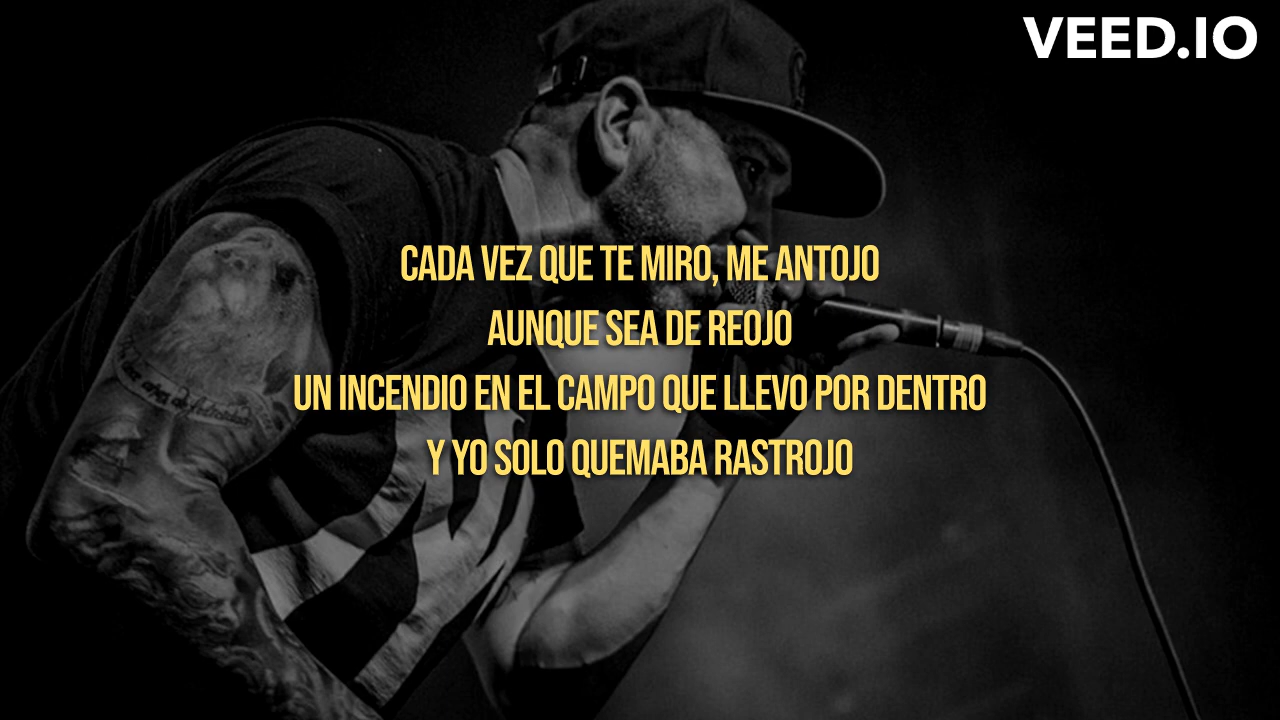 VEED.IO
CADA VEZ QUE TE MIRO, ME ANTOJO
AUNQUE SEA DE REOJO
UN INCENDIO EN EL CAMPO QUE LLEVO POR DENTRO
Y YO SOLO QUEMABA RASTROJO